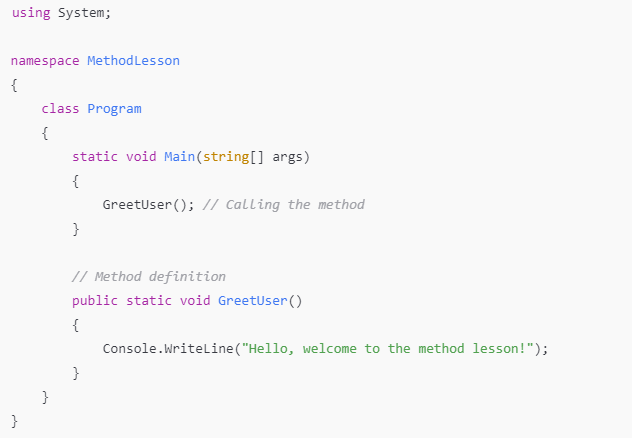 using System;
namespace MethodLesson
{
class Program
{
static void Main(string[] args)
{
GreetUser(); // Calling the method
}
// Method definition
public static void GreetUser()
{
Console.WriteLine("Hello, welcome to the method lesson!");
}
}
}